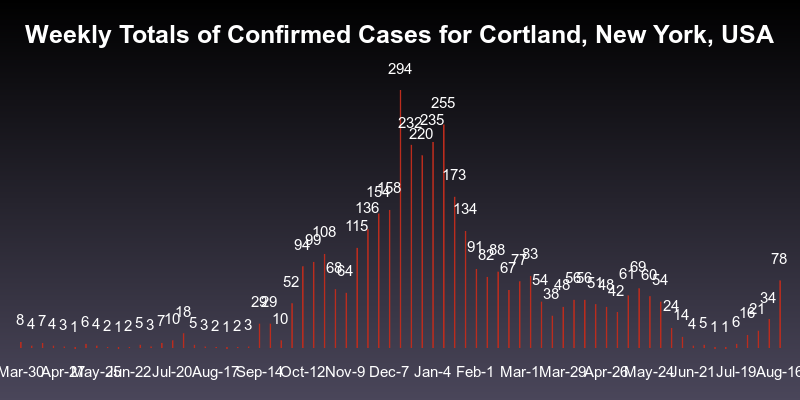 Weekly Totals of Confirmed Cases for Cortland, New York, USA
294
255
232 235
220
173
154 158
136 134
115
108
94 99
91
82 88 83
68 64 67 77 69 78
52 54 56 56 51 48 61 60 54
38 48 42
29 29 24 34
18 10 14 16 21
8 4 7 4 3 1 6 4 2 1 2 5 3 7 10 5 3 2 1 2 3 4 5 1 1 6
Mar-30 Apr-27 May-25 Jun-22 Jul-20 Aug-17 Sep-14 Oct-12 Nov-9 Dec-7 Jan-4 Feb-1 Mar-1 Mar-29 Apr-26 May-24 Jun-21 Jul-19 Aug-16